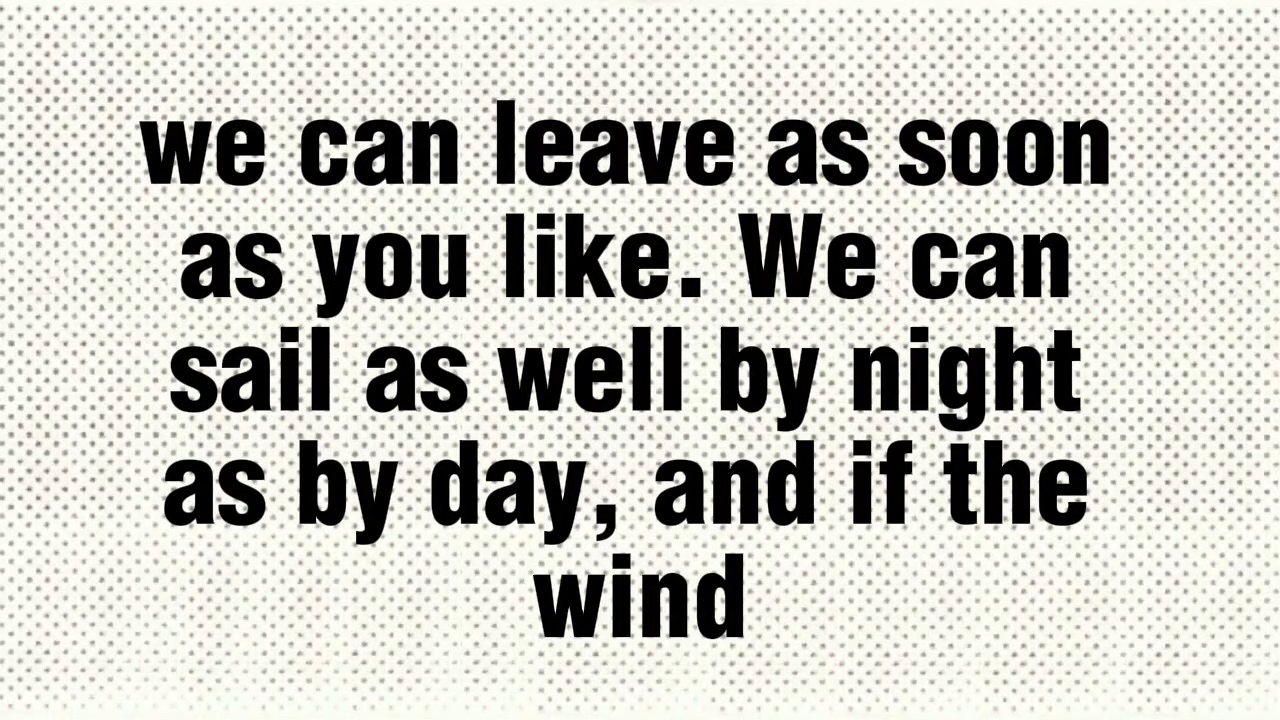 we can leave as soon
as you like. We can
sail as well by night
as by day, and if the
wind